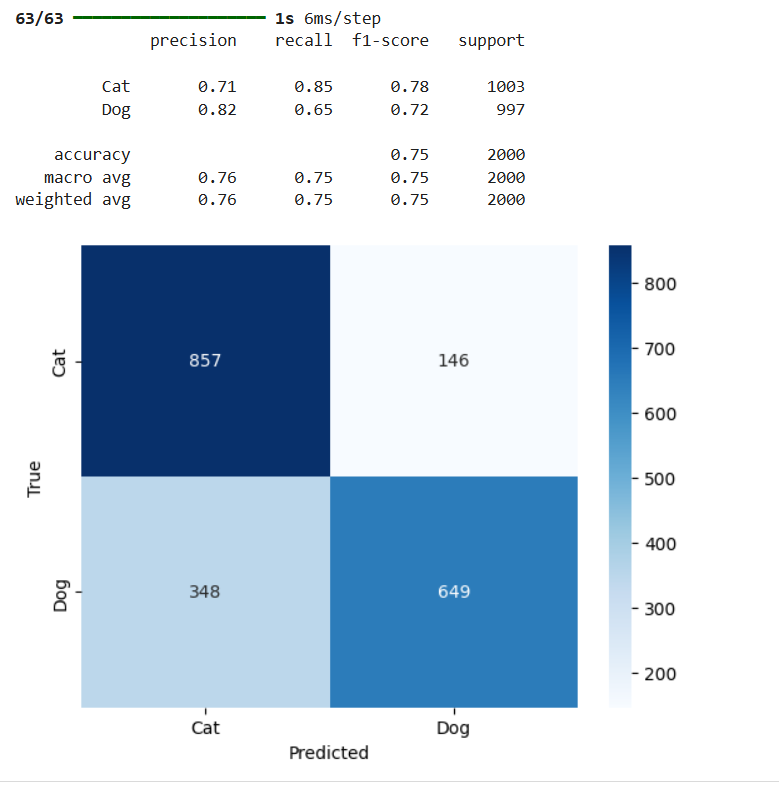 63/63 ━━━━━━━━━━━━━━━━━━━━ 1s 6ms/step
precision recall f1-score support
Cat 0.71 0.85 0.78 1003
Dog 0.82 0.65 0.72 997
accuracy 0.75 2000
macro avg 0.76 0.75 0.75 2000
weighted avg 0.76 0.75 0.75 2000
800
700
600
500
400
300
200
True
Cat
Dog
857 146
348 649
Cat Dog
Predicted